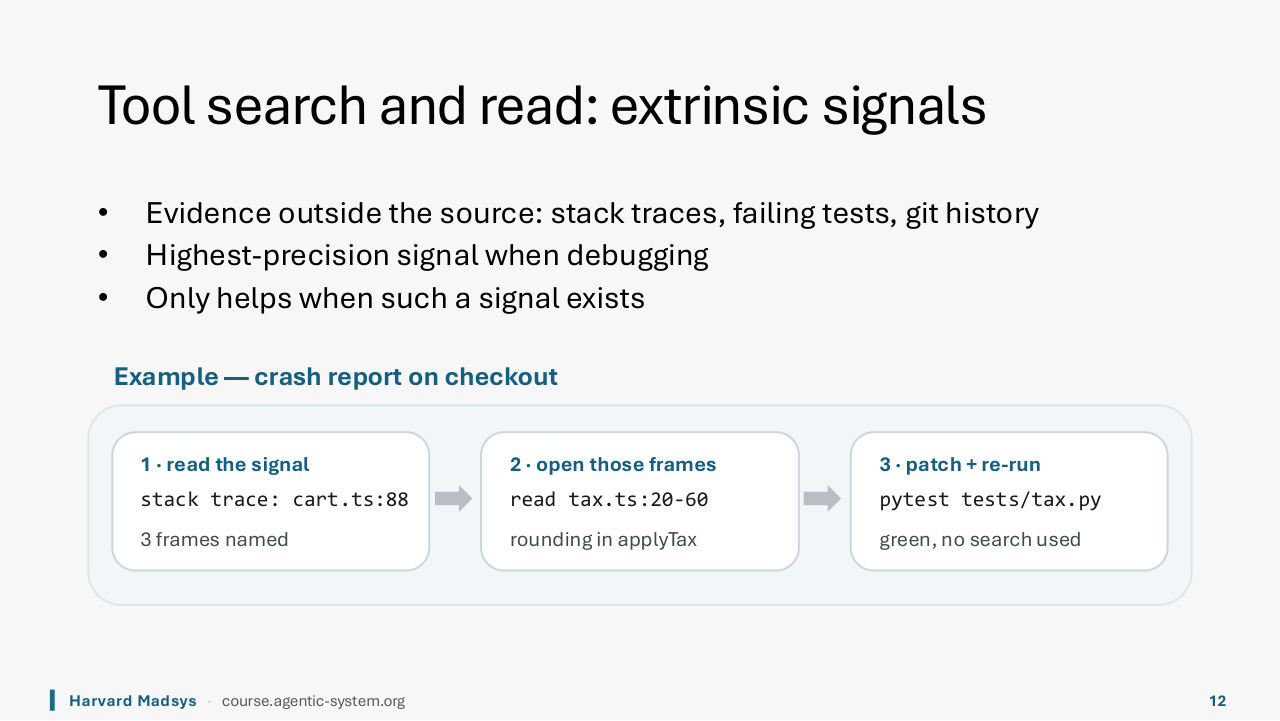 Tool search and read: extrinsic signals
• Evidence outside the source: stack traces, failing tests, git history
• Highest-precision signal when debugging
• Only helps when such a signal exists
Example — crash report on checkout
1 · read the signal
stack trace: cart.ts:88
3 frames named
2 · open those frames
read tax.ts:20-60
rounding in applyTax
3 · patch + re-run
pytest tests/tax.py
green, no search used
Harvard Madsys · course.agentic-system.org
12